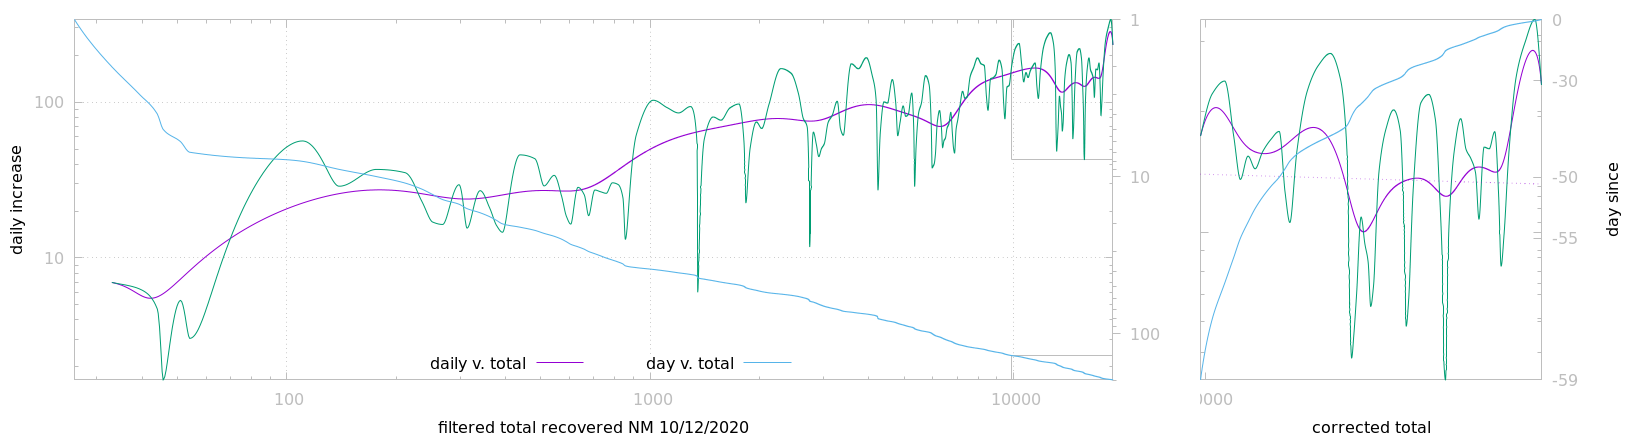 daily increase
100
10
1
10
100
daily v. total
day v. total
100
1000
10000
filtered total recovered NM 10/12/2020
0
-30
-50
-55
-59
day since
0000
corrected total